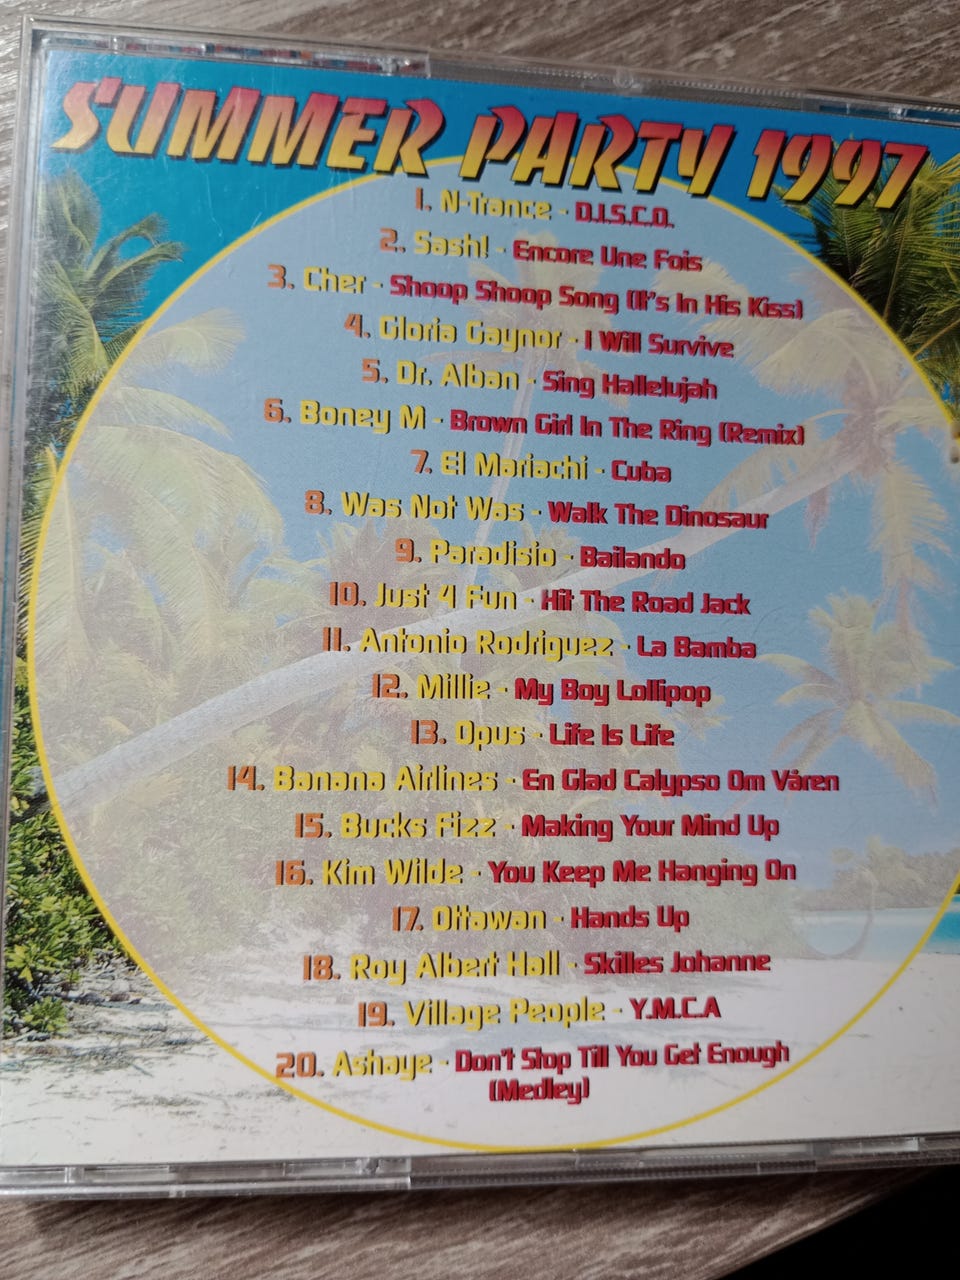 SUMMER PARTY 1997
1. N-Trance - D.I.S.C.O.
2. Sash! - Encore Une Fois
3. Cher - Shoop Shoop Song (It's In His Kiss)
4. Gloria Gaynor - I Will Survive
5. Dr. Alban - Sing Hallelujah
6. Boney M - Brown Girl In The Ring (Remix)
7. El Mariachi - Cuba
8. Was Not Was - Walk The Dinosaur
9. Paradisio - Bailando
10. Just 4 Fun - Hit The Road Jack
11. Antonio Rodriguez - La Bamba
12. Millie - My Boy Lollipop
13. Opus - Life Is Life
14. Banana Airlines - En Glad Calypso Om Våren
15. Bucks Fizz - Making Your Mind Up
16. Kim Wilde - You Keep Me Hanging On
17. Ottawan - Hands Up
18. Roy Albert Hall - Skilles Johanne
19. Village People - Y.M.C.A
20. Ashaye - Don't Stop Till You Get Enough
(Medley)